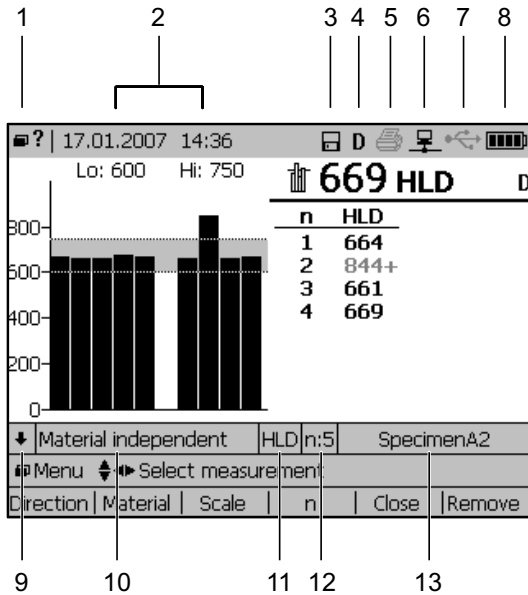 1 2 3 4 5 6 7 8
? 17.01.2007 14:36 D
Lo: 600 Hi: 750
669 HLD D
n HLD
1 664
2 844+
3 661
4 669
800
600
400
200
0
Material independent HLD n:5 SpecimenA2
Menu Select measurement
Direction Material Scale n Close Remove
9 10 11 12 13